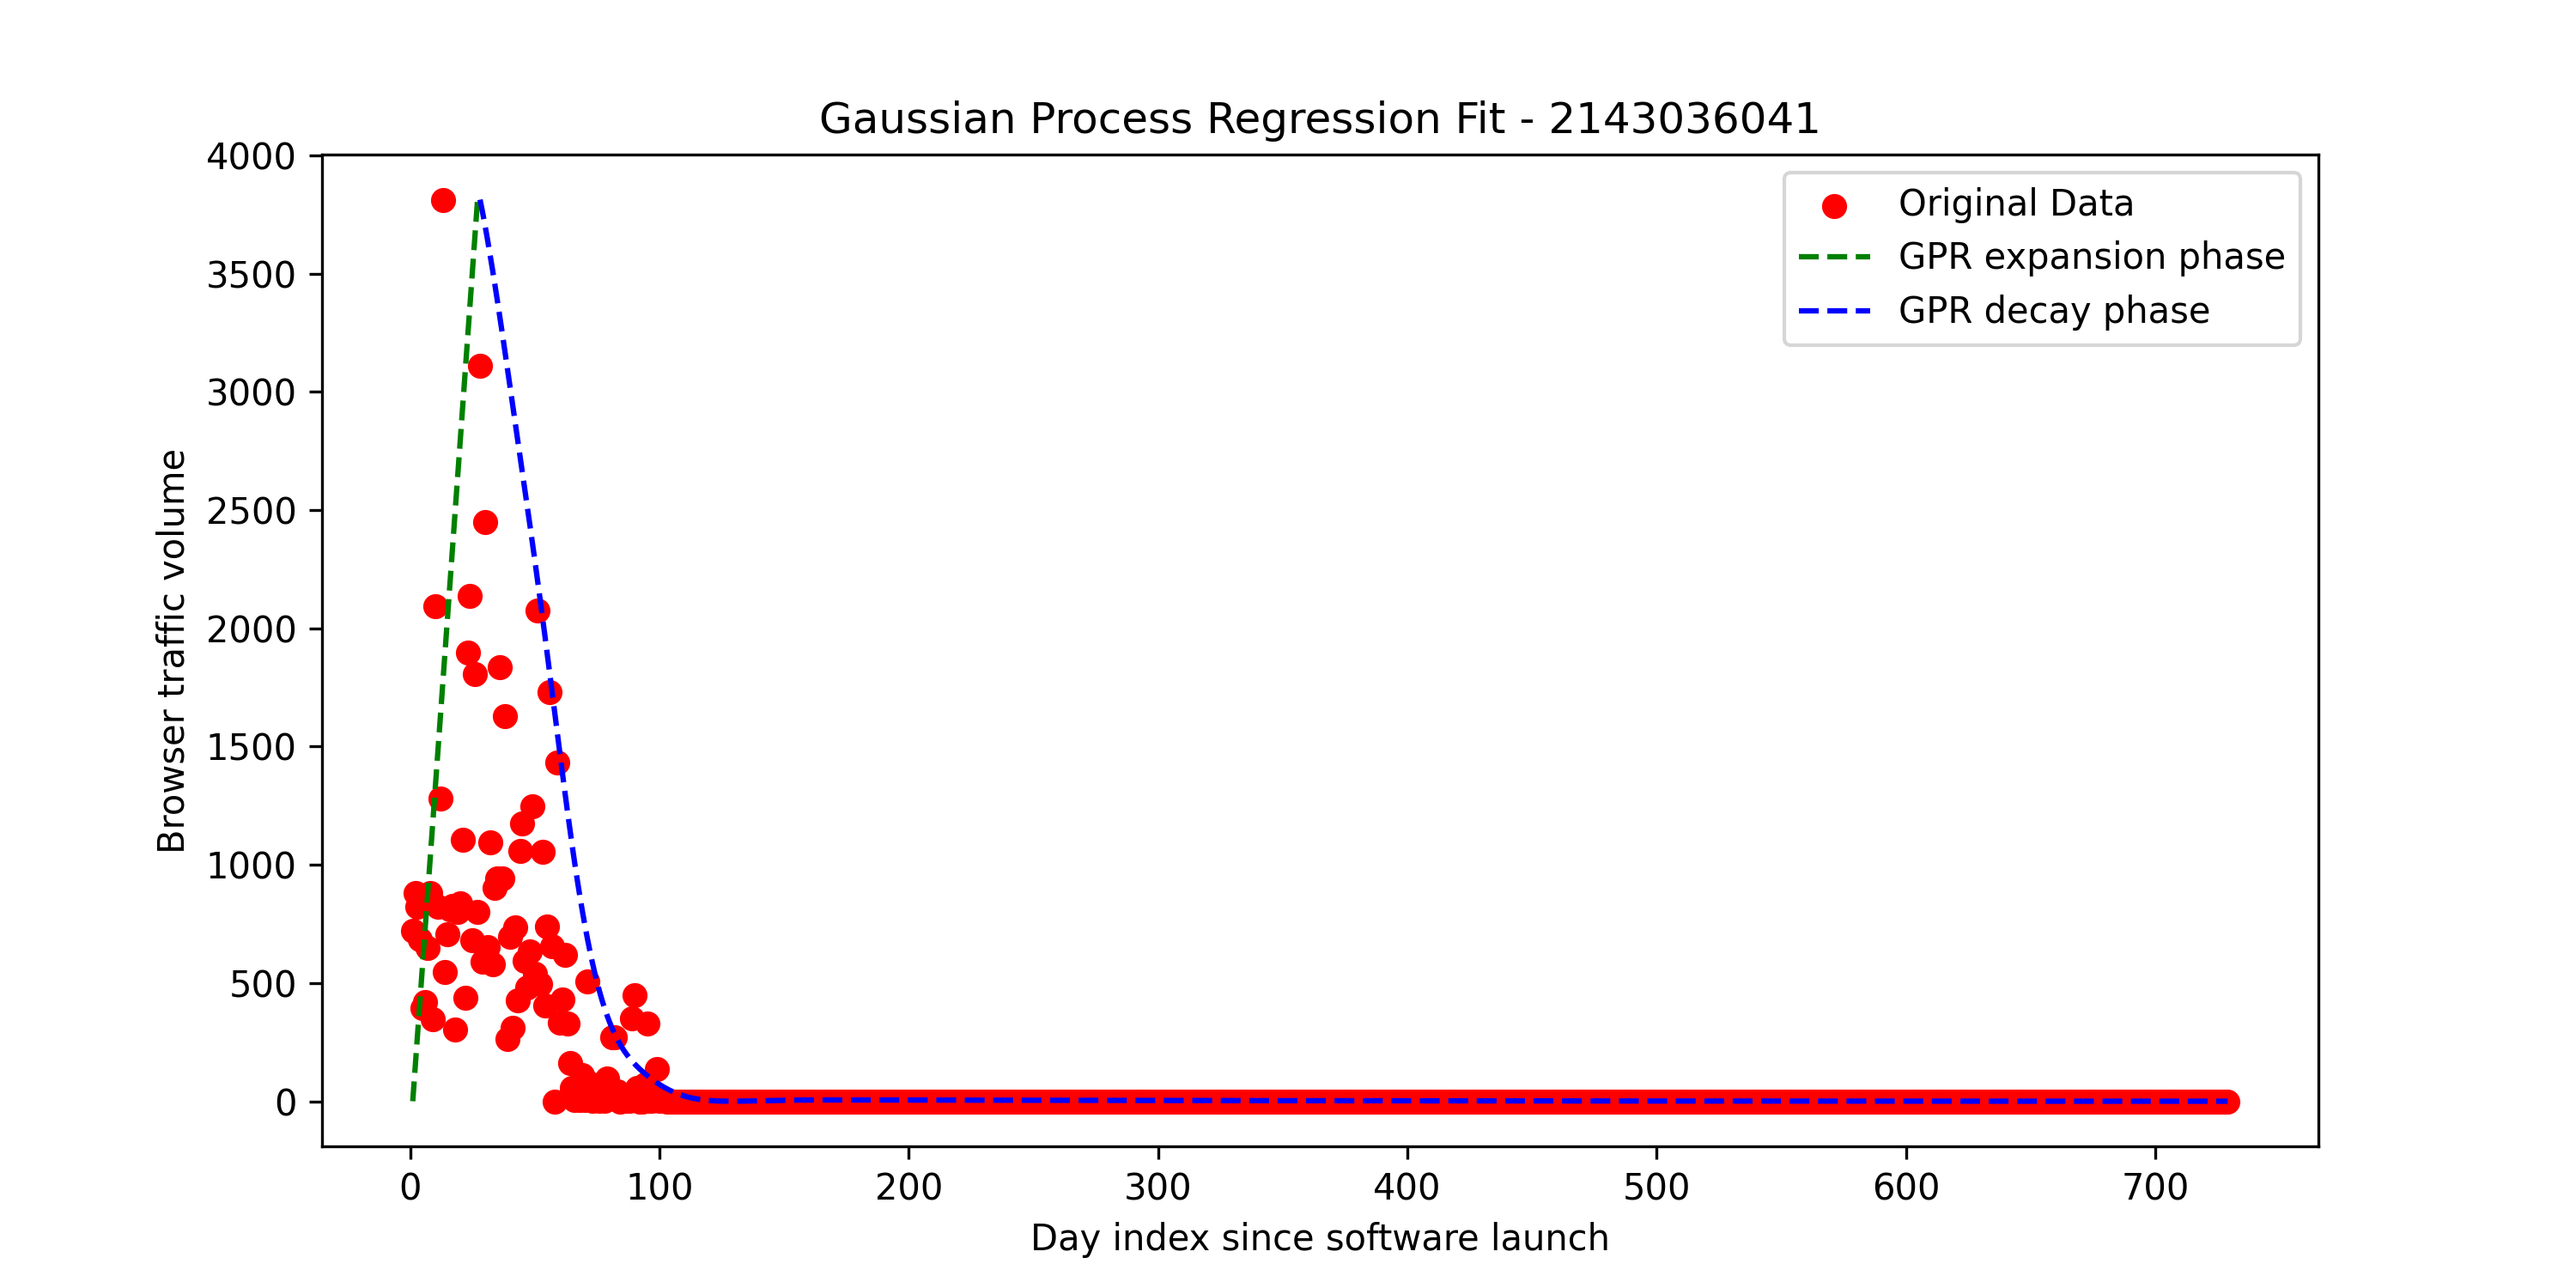 Gaussian Process Regression Fit - 2143036041
4000
3500
3000
2500
2000
1500
1000
500
0
Browser traffic volume
Original Data
GPR expansion phase
GPR decay phase
0 100 200 300 400 500 600 700
Day index since software launch